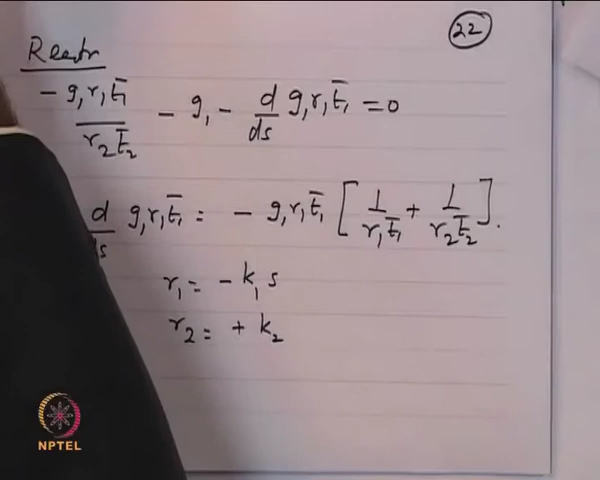 22
Reactr
- g₁r₁t̄₁ / r₂t̄₂ - g₁ - d/ds g₁r₁t̄₁ = 0
d/ds g₁r₁t̄₁ = - g₁r₁t̄₁ [ 1/r₁t̄₁ + 1/r₂t̄₂ ].
r₁ = - k₁ s
r₂ = + k₂
NPTEL